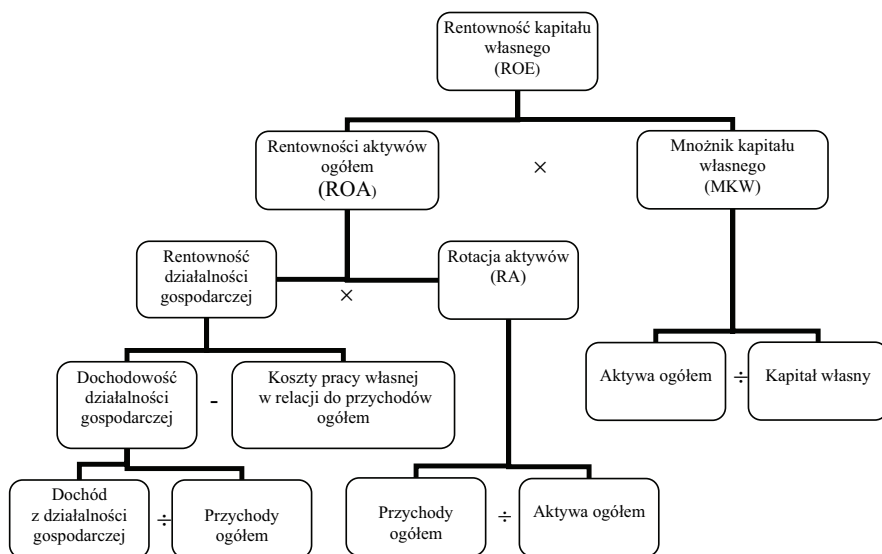 Rentowność kapitału
własnego
(ROE)
Rentowności aktywów
ogółem
(ROA)
×
Mnożnik kapitału
własnego
(MKW)
Rentowność
działalności
gospodarczej
×
Rotacja aktywów
(RA)
Dochodowość
działalności
gospodarczej
-
Koszty pracy własnej
w relacji do przychodów
ogółem
Aktywa ogółem
÷
Kapitał własny
Dochód
z działalności
gospodarczej
÷
Przychody
ogółem
Przychody
ogółem
÷
Aktywa ogółem